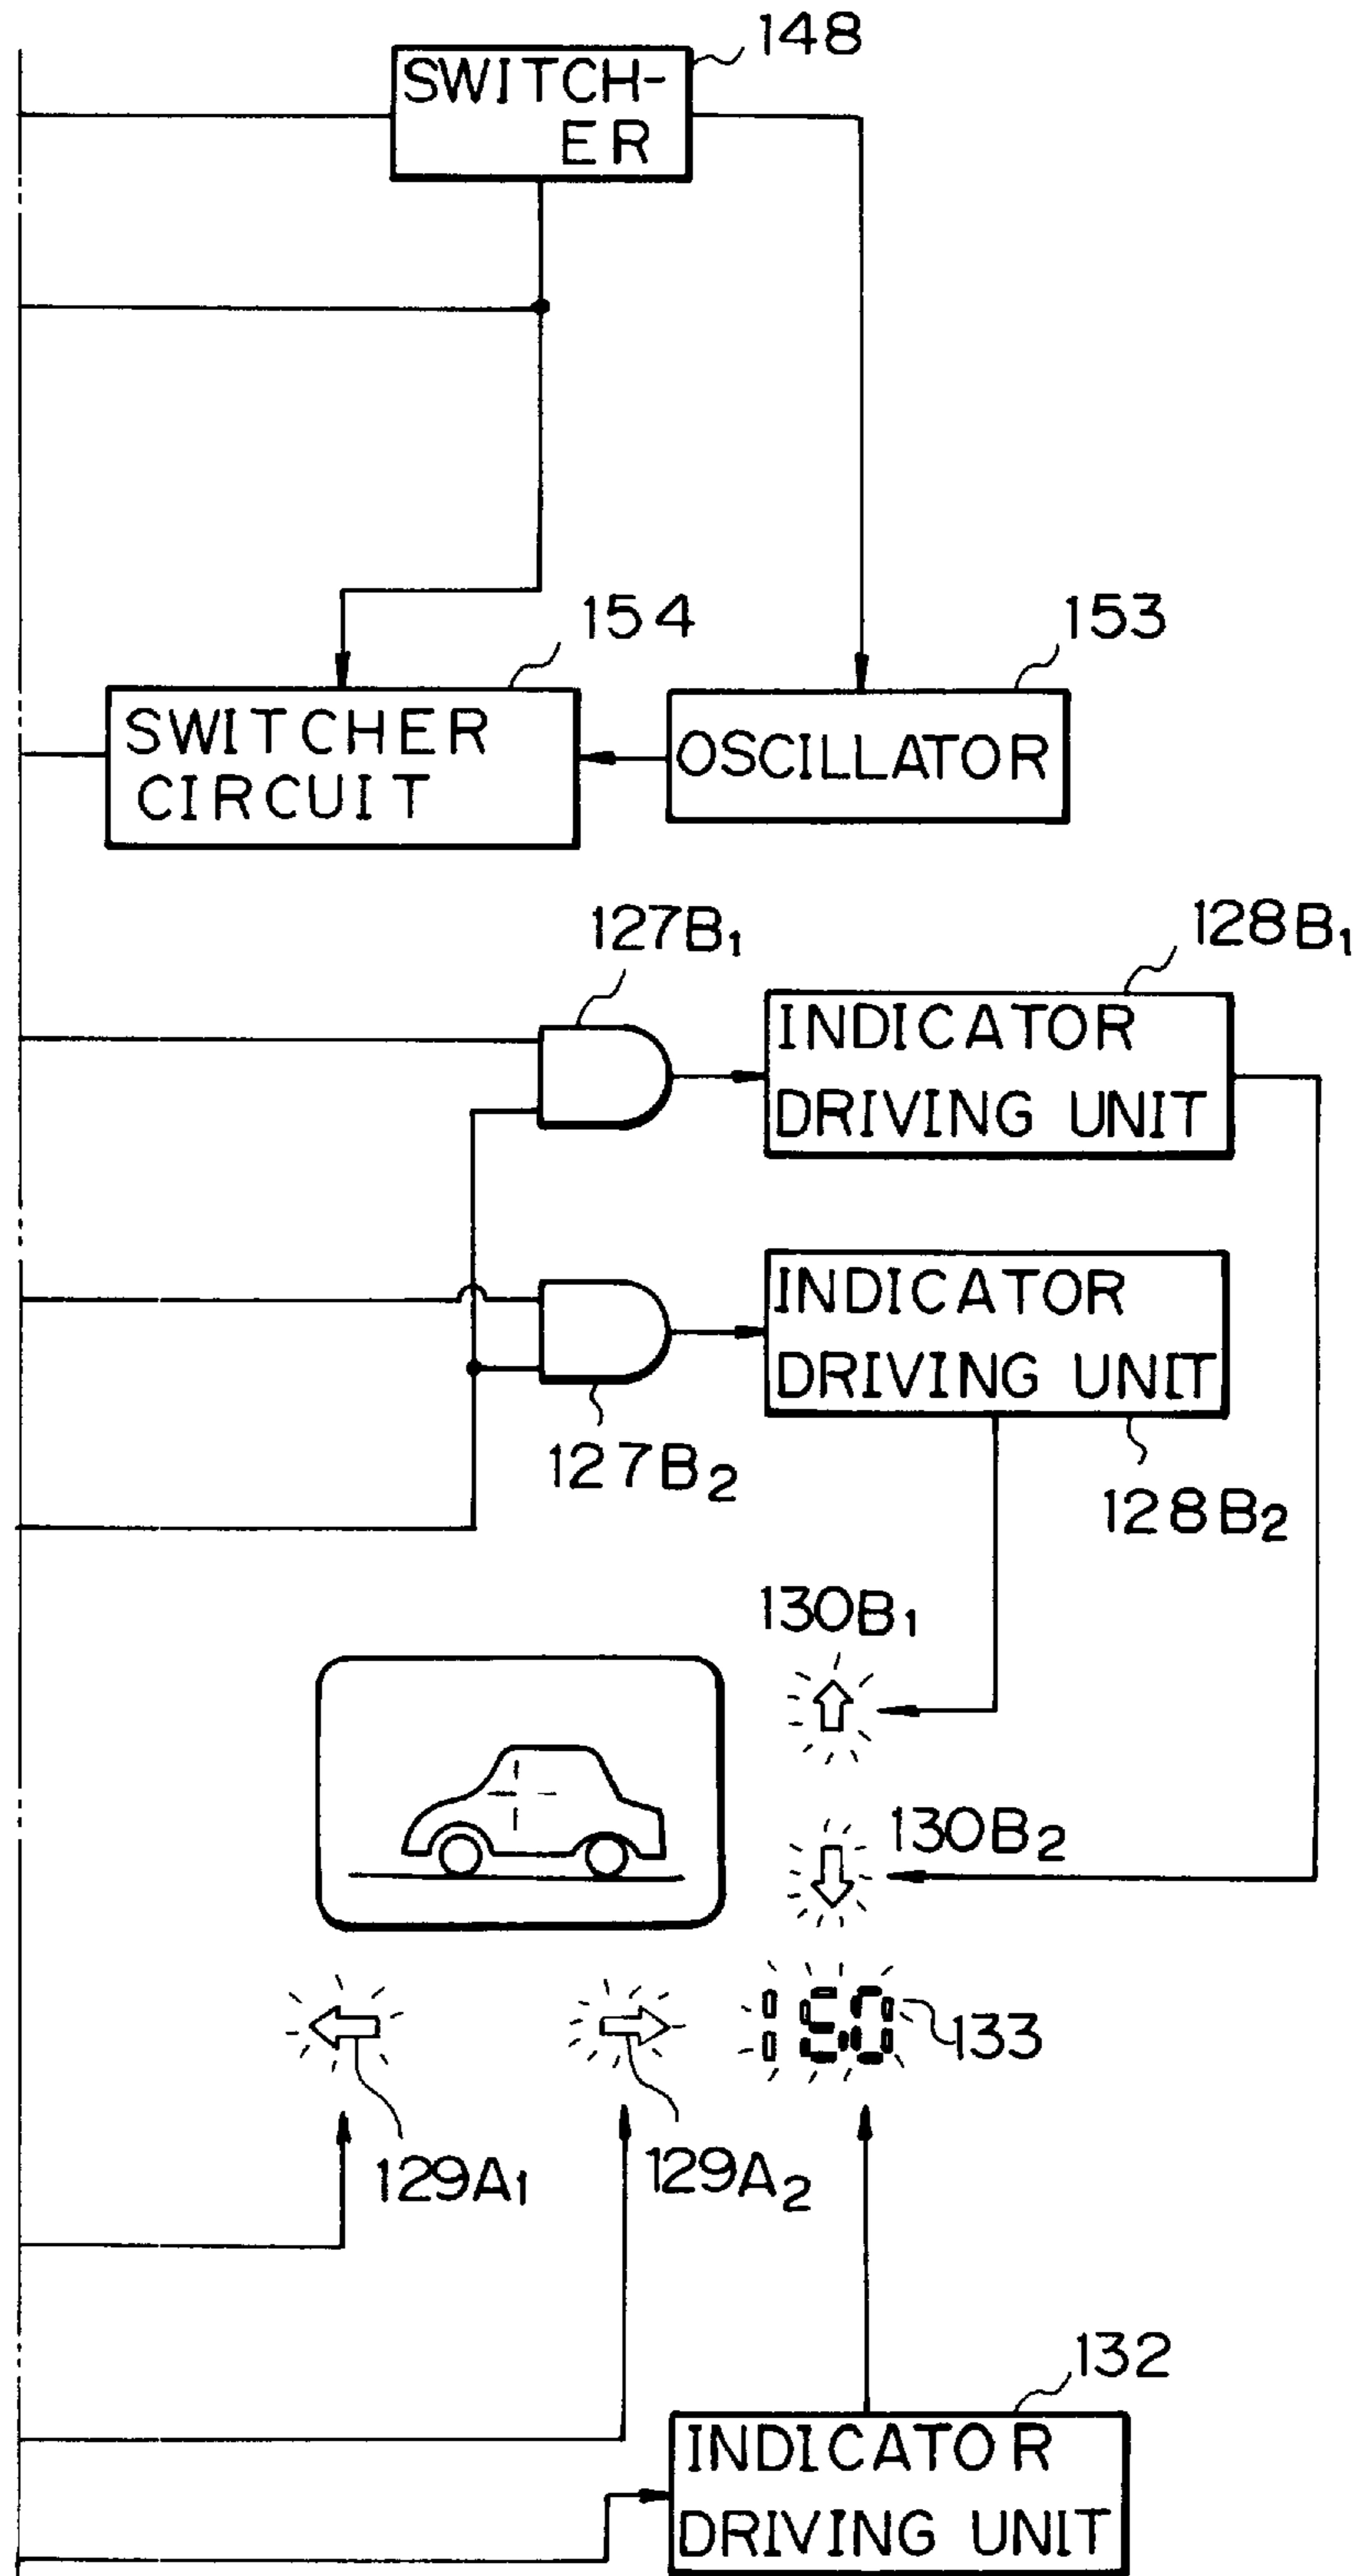 148
SWITCH-
ER
154
153
SWITCHER
CIRCUIT
OSCILLATOR
127B₁
128B₁
INDICATOR
DRIVING UNIT
INDICATOR
DRIVING UNIT
127B₂
128B₂
130B₁
130B₂
150
133
129A₁
129A₂
132
INDICATOR
DRIVING UNIT